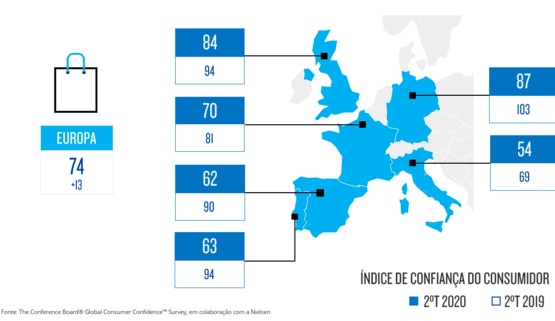 84
94
70
81
62
90
63
94
EUROPA
74
+13
87
103
54
69
ÍNDICE DE CONFIANÇA DO CONSUMIDOR
2ºT 2020
2ºT 2019
Fonte: The Conference Board® Global Consumer Confidence™ Survey, em colaboração com a Nielsen